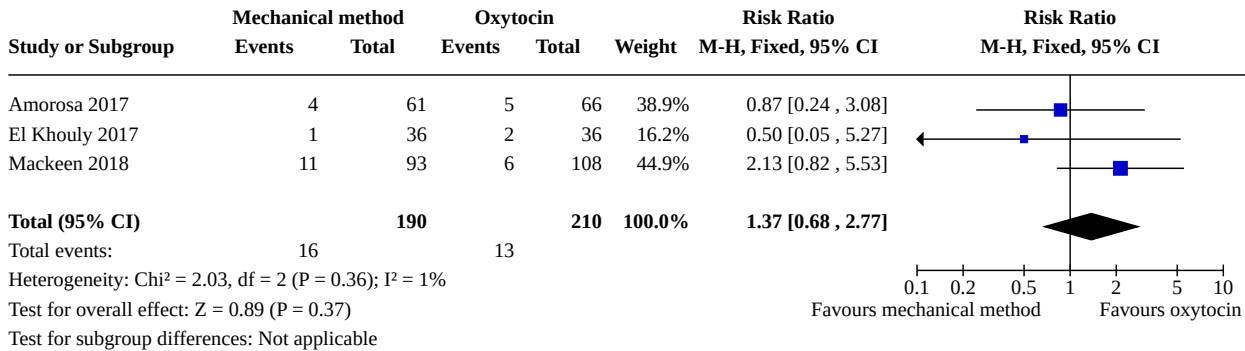 Mechanical method Oxytocin Risk Ratio Risk Ratio
Study or Subgroup Events Total Events Total Weight M-H, Fixed, 95% CI M-H, Fixed, 95% CI
Amorosa 2017 4 61 5 66 38.9% 0.87 [0.24 , 3.08]
El Khouly 2017 1 36 2 36 16.2% 0.50 [0.05 , 5.27]
Mackeen 2018 11 93 6 108 44.9% 2.13 [0.82 , 5.53]
Total (95% CI) 190 210 100.0% 1.37 [0.68 , 2.77]
Total events: 16 13
Heterogeneity: Chi² = 2.03, df = 2 (P = 0.36); I² = 1%
0.1 0.2 0.5 1 2 5 10
Test for overall effect: Z = 0.89 (P = 0.37) Favours mechanical method Favours oxytocin
Test for subgroup differences: Not applicable